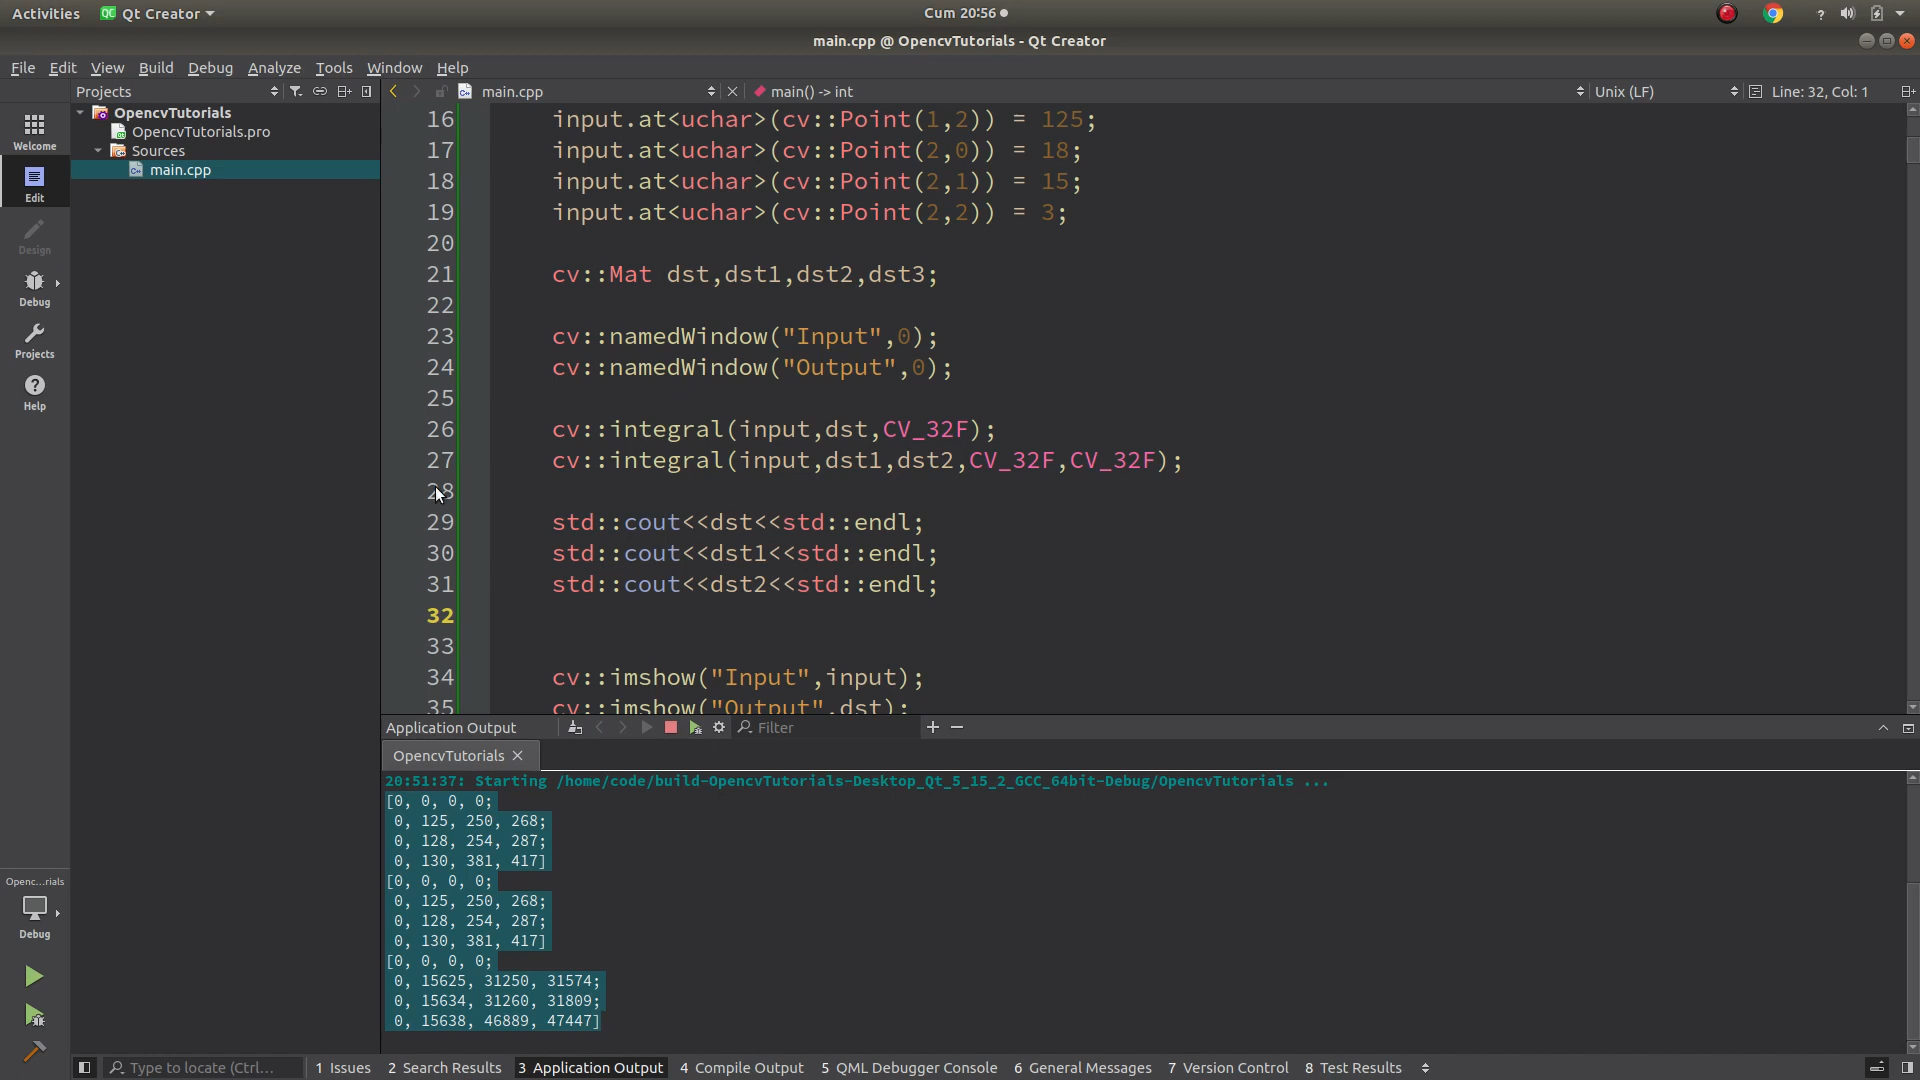 Activities Qt Creator Cum 20:56
main.cpp @ OpencvTutorials - Qt Creator
File Edit View Build Debug Analyze Tools Window Help
Projects main.cpp main() -> int Unix (LF) Line: 32, Col: 1
OpencvTutorials
OpencvTutorials.pro
Sources
main.cpp
Welcome
Edit
Design
Debug
Projects
Help
16 input.at<uchar>(cv::Point(1,2)) = 125;
17 input.at<uchar>(cv::Point(2,0)) = 18;
18 input.at<uchar>(cv::Point(2,1)) = 15;
19 input.at<uchar>(cv::Point(2,2)) = 3;
20
21 cv::Mat dst,dst1,dst2,dst3;
22
23 cv::namedWindow("Input",0);
24 cv::namedWindow("Output",0);
25
26 cv::integral(input,dst,CV_32F);
27 cv::integral(input,dst1,dst2,CV_32F,CV_32F);
28
29 std::cout<<dst<<std::endl;
30 std::cout<<dst1<<std::endl;
31 std::cout<<dst2<<std::endl;
32
33
34 cv::imshow("Input",input);
35 cv::imshow("Output",dst);
Application Output Filter
OpencvTutorials
20:51:37: Starting /home/code/build-OpencvTutorials-Desktop_Qt_5_15_2_GCC_64bit-Debug/OpencvTutorials ...
[0, 0, 0, 0;
0, 125, 250, 268;
0, 128, 254, 287;
0, 130, 381, 417]
[0, 0, 0, 0;
0, 125, 250, 268;
0, 128, 254, 287;
0, 130, 381, 417]
[0, 0, 0, 0;
0, 15625, 31250, 31574;
0, 15634, 31260, 31809;
0, 15638, 46889, 47447]
Openc...rials
Debug
Type to locate (Ctrl... 1 Issues 2 Search Results 3 Application Output 4 Compile Output 5 QML Debugger Console 6 General Messages 7 Version Control 8 Test Results